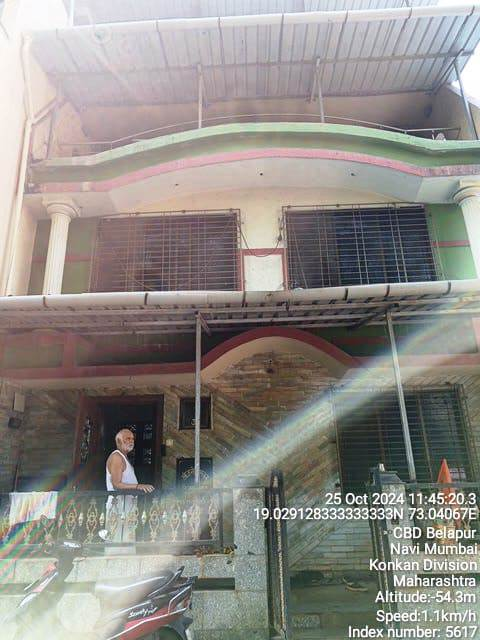 25 Oct 2024 11:45:20.3
19.029128333333333N 73.04067E
CBD Belapur
Navi Mumbai
Konkan Division
Maharashtra
Altitude:-54.3m
Speed:1.1km/h
Index number: 5617